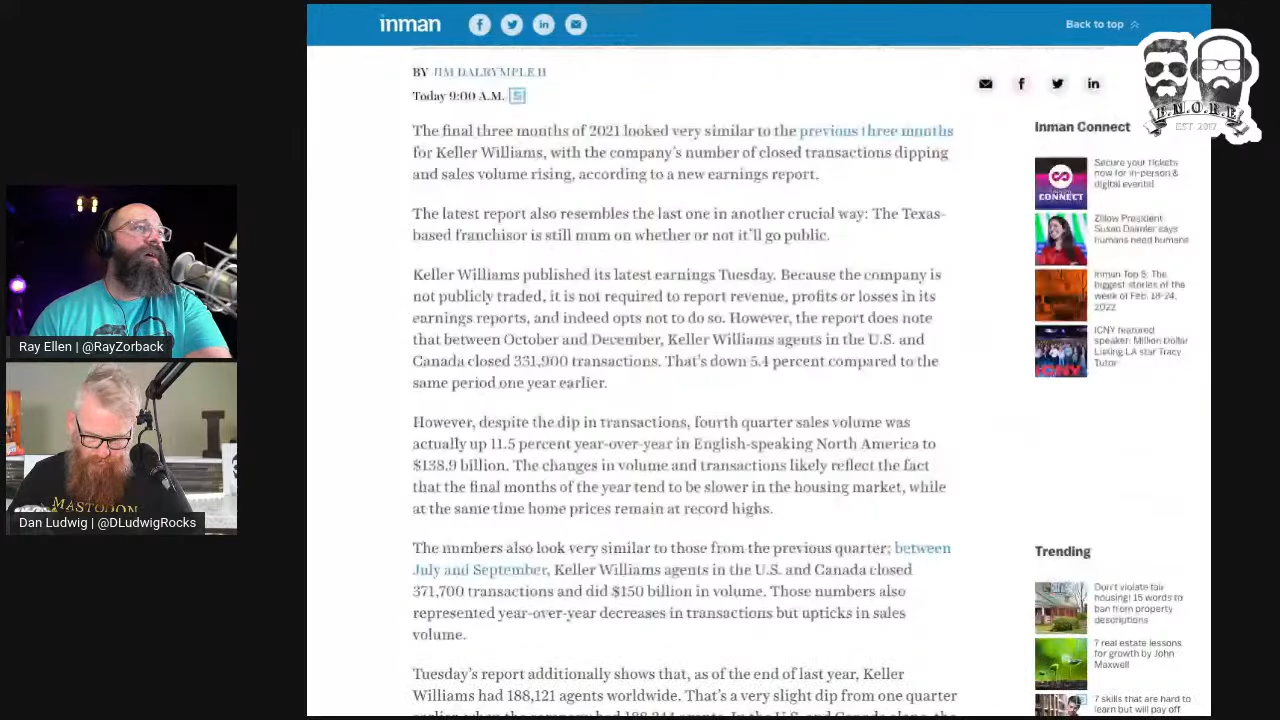 inman
Back to top
BY JIM DALRYMPLE II
Today 9:00 A.M.
The final three months of 2021 looked very similar to the previous three months
for Keller Williams, with the company's number of closed transactions dipping
and sales volume rising, according to a new earnings report.
The latest report also resembles the last one in another crucial way: The Texas-
based franchisor is still mum on whether or not it'll go public.
Keller Williams published its latest earnings Tuesday. Because the company is
not publicly traded, it is not required to report revenue, profits or losses in its
earnings reports, and indeed opts not to do so. However, the report does note
that between October and December, Keller Williams agents in the U.S. and
Canada closed 331,900 transactions. That's down 5.4 percent compared to the
same period one year earlier.
However, despite the dip in transactions, fourth quarter sales volume was
actually up 11.5 percent year-over-year in English-speaking North America to
$138.9 billion. The changes in volume and transactions likely reflect the fact
that the final months of the year tend to be slower in the housing market, while
at the same time home prices remain at record highs.
The numbers also look very similar to those from the previous quarter; between
July and September, Keller Williams agents in the U.S. and Canada closed
371,700 transactions and did $150 billion in volume. Those numbers also
represented year-over-year decreases in transactions but upticks in sales
volume.
Tuesday's report additionally shows that, as of the end of last year, Keller
Williams had 188,121 agents worldwide. That's a very slight dip from one quarter
Inman Connect
CONNECT
Secure your tickets
now for in-person &
digital events!
Zillow President
Susan Daimler says
humans need humans
Inman Top 5: The
biggest stories of the
week of Feb. 18-24,
2022
ICNY
ICNY featured
speaker: Million Dollar
Listing LA star Tracy
Tutor
Trending
Don't violate fair
housing! 15 words to
ban from property
descriptions
7 real estate lessons
for growth by John
Maxwell
7 skills that are hard to
learn but will pay off
B.M.O.R.E
EST. 2017
Ray Ellen | @RayZorback
MASTODON
Dan Ludwig | @DLudwigRocks